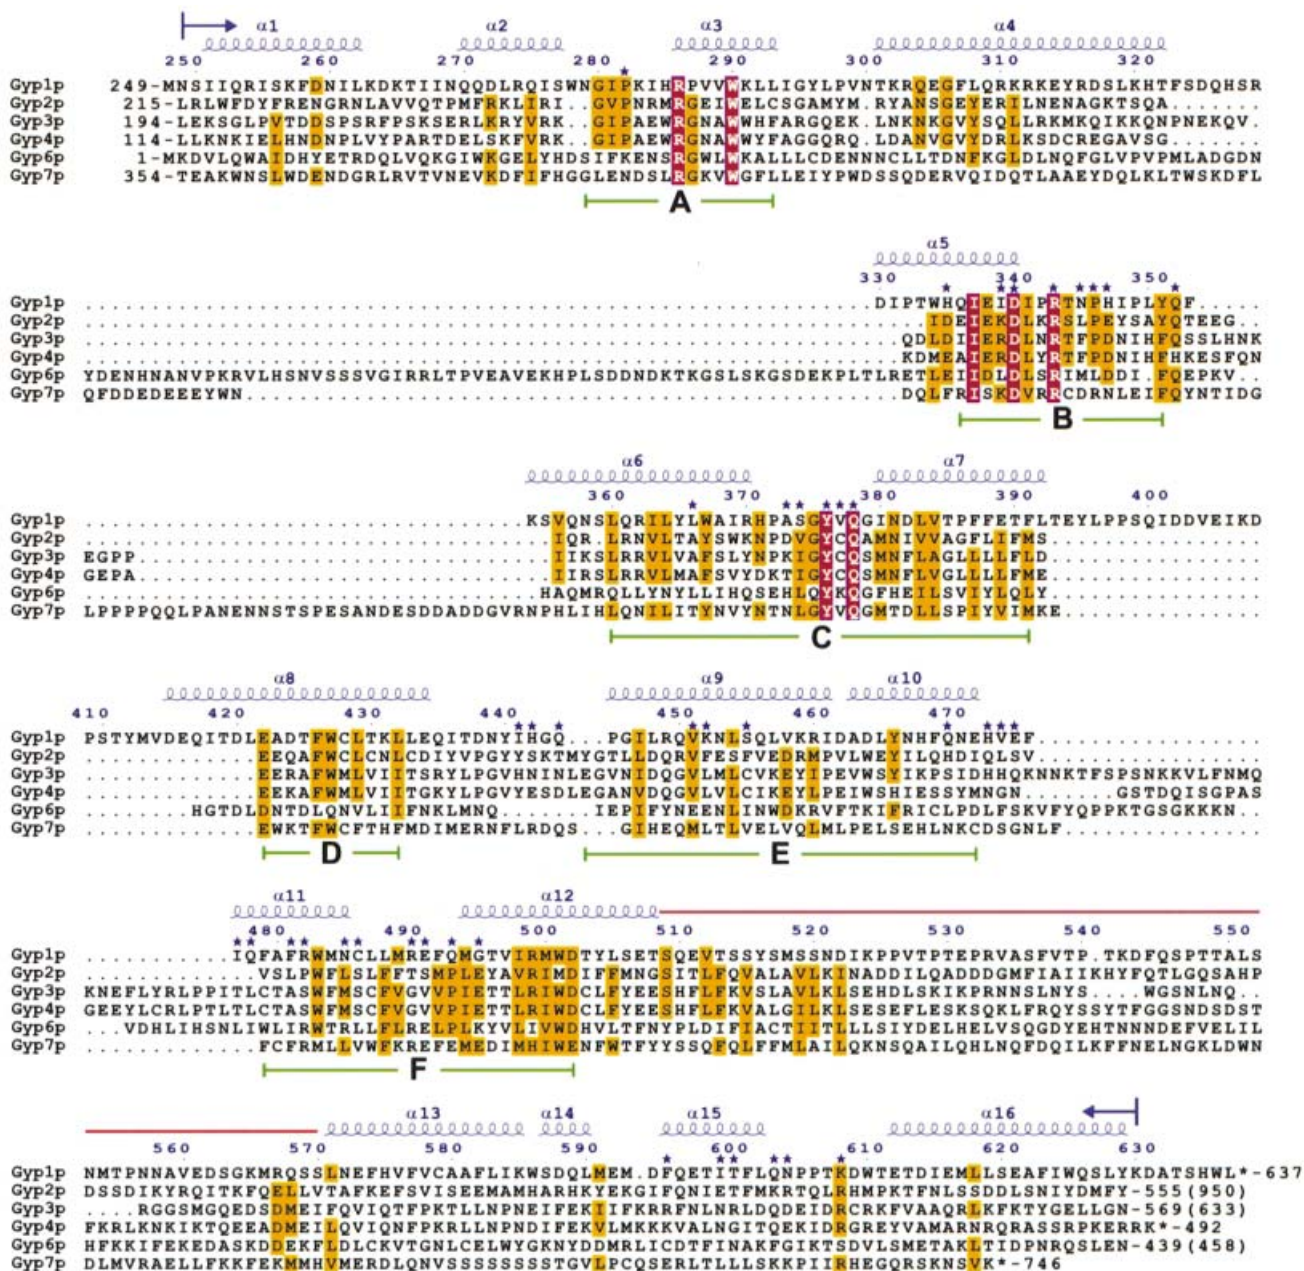 α1 α2 α3 α4
250 260 270 280 290 300 310 320
Gyp1p 249-MNSIIQRISKFDNILKDKTIINQQDLRQISWNGIPKIHRPVVWKLLIGYLPVNTKRQEGFLQRKRKEYRDSLKHTFSDQHSR
Gyp2p 215-LRLWFDYFRENGRNLAVVQTPMFRKLIRI..GVPNRMRGEIWELCSGAMYM.RYANSGEYERILNENAGKTSQA
Gyp3p 194-LEKSGLPVTDDSPSRFPSKSERLKRYVRK..GIPAEWRGNAWWHFARGQEK.LNKNKGVYSQLLRKMKQIKKQNPNEKQV.
Gyp4p 114-LLKNKIELHNDNPLVYPARTDELSKFVRK..GIPAEWRGNAWWYFAGGQRQ.LDANVGVYDRLKSDCREGAVSG
Gyp6p 1-MKDVLQWAIDHYETRDQLVQKGIWKGELYHDSIFKENSRGWLWKALLLCDENNNCLLTDNFKGLDLNQFGLVPVPMLADGDN
Gyp7p 354-TEAKWNSLWDENDGRLRVTVNEVKDFIFHGGLENDSLRGKVWGFLLEIYPWDSSQDERVQIDQTLAAEYDQLKLTWSKDFL
A
α5
330 340 350
Gyp1p DIPTWHQIEIDIPRTNPHIPLYQF
Gyp2p IDEIEKDLKRSLPEYSAYQTEEG
Gyp3p QDLDIIERDLNRTFPDNIHFQSSLHNK
Gyp4p KDMEAIERDLYRTFPDNIHFHKESFQN
Gyp6p YDENHNANVPKRVLHSNVSSSVGIRRLTPVEAVEKHPLSDDNDKTKGSLSKGSDEKPLTLRETLEIIDLDLSRIMLDDI.FQEPKV
Gyp7p QFDDEDEEEYWN DQLFRISKDVRRCDRNLEIFQYNTIDG
B
α6 α7
360 370 380 390 400
Gyp1p KSVQNSLQRILYLWAIRHPASGYVQGINDLVTPFFETFLTEYLPPSQIDDVEIKD
Gyp2p IQR.LRNVLTAYSWKNPDVGYCQAMNIVVAGFLIFMS
Gyp3p EGPP IIKSLRRVLVAFSLYNPKIGYCQSMNFLAGLLLLFLD
Gyp4p GEPA IIRSLRRVLMAFSVYDKTIGYCQSMNFLVGLLLLFME
Gyp6p HAQMRQLLYNYLLIHQSEHLQYKQGFHEILSVIYLQLY
Gyp7p LPPPPQQLPANENNSTSPESANDESDDADDGVRNPHLIHLQNILITYNVYNTNLGYVQGMTDLLSPIYVIMKE
C
α8 α9 α10
410 420 430 440 450 460 470
Gyp1p PSTYMVDEQITDLEADTFWCLTKLLEQITDNYIHGQ...PGILRQVKNLSQLVKRIDADLYNHFQNEHVEF
Gyp2p EEQAFWCLCNLCDIYVPGYYSKTMYGTLLDQRVFESFVEDRMPVLWEYILQHDIQLSV
Gyp3p EERAFWMLVIITSRYLPGVHNINLEGVNIDQGVLMLCVKEYIPEVWSYIKPSIDHHQKNNKTFSPSNKKVLFNMQ
Gyp4p EEKAFWMLVIITGKYLPGVYESDLEGANVDQGVLVLCIKEYLPEIWSHIESSYMNGN....GSTDQISGPAS
Gyp6p HGTDLDNTDLQNVLIIFNKLMNQ.......IEPIFYNEENLINWDKRVFTKIFRICLPDLFSKVFYQPPKTGSGKKKN
Gyp7p EWKTFWCFTHFMDIMERNFLRDQS...GIHEQMLTLVELVQLMLPELSEHLNKCDSGNLF
D E
α11 α12
480 490 500 510 520 530 540 550
Gyp1p IQFAFRWMNCLLMREFQMGTVIRMWDTYLSETSQEVTSSYSMSSNDIKPPVTPTEPRVASFVTP.TKDFQSPTTALS
Gyp2p VSLPWFLSLFFTSMPLEYAVRIMDIFFMNGSITLFQVALAVLKINADDILQADDDGMFIAIIKHYFQTLGQSAHP
Gyp3p KNEFLYRLPPITLCTASWFMSCFVGVVPIETTLRIWDCLFYEESHFLFKVSLAVLKLSEHDLSKIKPRNNSLNYS....WGSNLNQ..
Gyp4p GEEYLCRLPTLTLCTASWFMSCFVGVVPIETTLRIWDCLFYEESHFLFKVALGILKLSESEFLESKSQKLFRQYSSYTFGGSNDSDST
Gyp6p ...VDHLIHSNLIWLIRWTRLLFLRELPLKYVLIVWDHVLTFNYPLDIFIACTIITLLLSIYDELHELVSQGDYEHTNNNDEFVELIL
Gyp7p FCFRMLLVWFKREFEMEDIMHIWENFWTFYYSSQFQLFFMLAILQKNSQAILQHLNQFDQILKFFNELNGKLDWN
F
α13 α14 α15 α16
560 570 580 590 600 610 620 630
Gyp1p NMTPNNAVEDSGKMRQSSLNEFHVFVCAAFLIKWSDQLMEM.DFQETITFLQNPPTKDWTETDIEMLLSEAFIWQSLYKDATSHWL*-637
Gyp2p DSSDIKYRQITKFQELLVTAFKEFSVISEEMAMHARHKYEKGIFQNIETFMKRTQLRHMPKTFNLSSDDLSNIYDMFY-555(950)
Gyp3p ....RGGSMGQEDSDMEIFQVIQTFPKTLLNPNEIFEKIIFKRRFNLNRLDQDEIDRCRKFVAAQRLKFKTYGELLGN-569(633)
Gyp4p FKRLKNKIKTQEEADMEILQVIQNFPKRLLNPNDIFEKVLMKKKVALNGITQEKIDRGREYVAMARNRQRASSRPKERRK*-492
Gyp6p HFKKIFEKEDASKDDEKFLDLCKVTGNLCELWYGKNYDDMRLICDTFINAKFGIKTSDVLSMETAKLTIDPNRQSLEN-439(458)
Gyp7p DLMVRAELLFKKFEKMMHVMERDLQNVSSSSSSSSTGVLPCQSERLTLLLSKKPIIRHEGQRSKNSVK*-746